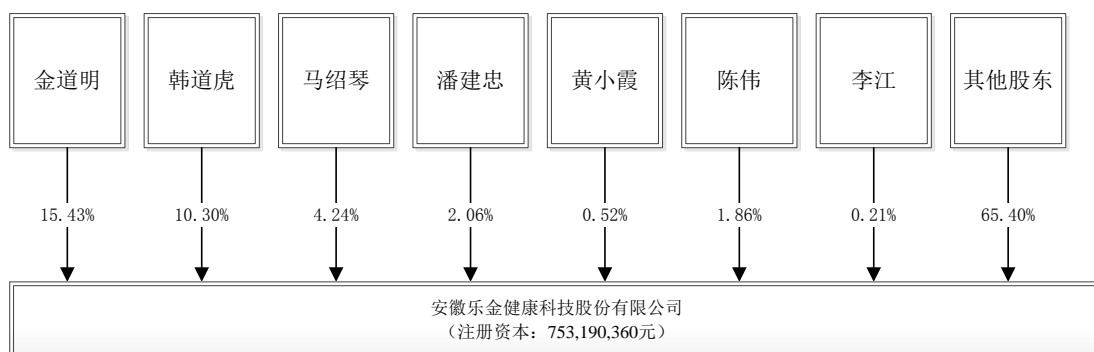 金道明
韩道虎
马绍琴
潘建忠
黄小霞
陈伟
李江
其他股东
15.43%
10.30%
4.24%
2.06%
0.52%
1.86%
0.21%
65.40%
安徽乐金健康科技股份有限公司
（注册资本：753,190,360元）